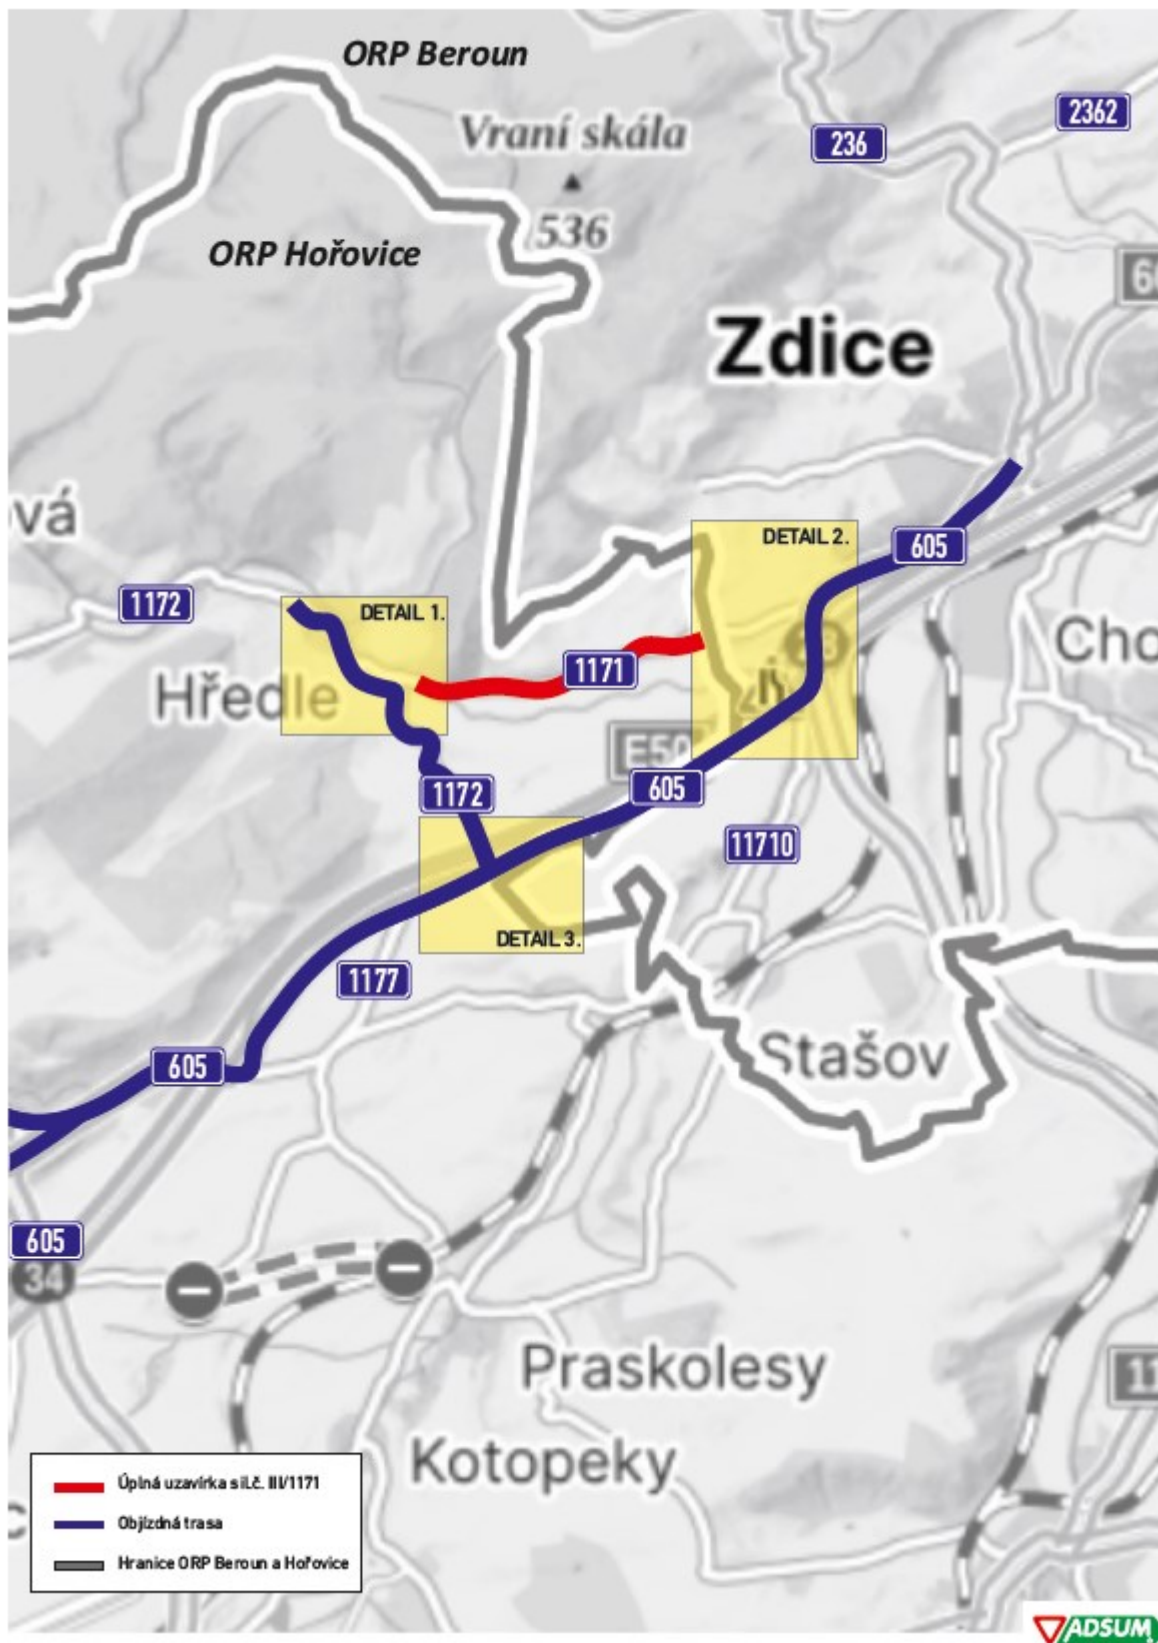 ORP Beroun
2362
Vraní skála
236
536
ORP Hořovice
Zdice
vá
DETAIL 2.
605
1172
DETAIL 1.
1171
Hředle
E50
1172
605
11710
DETAIL 3.
1177
Stašov
605
605
34
Praskolesy
Kotopeky
Úplná uzavírka sil.č. III/1171
Objízdná trasa
Hranice ORP Beroun a Hořovice
ADSUM